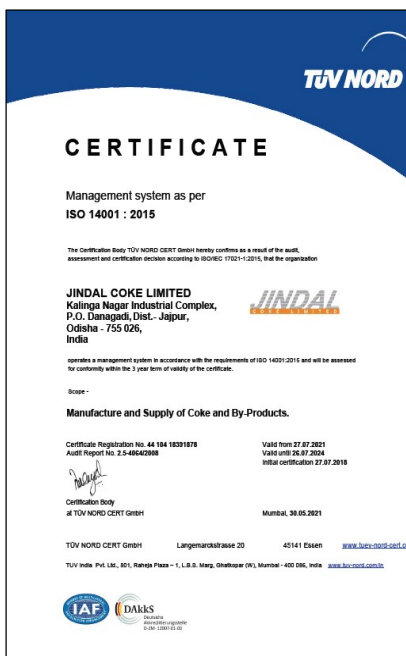 TÜV NORD
CERTIFICATE
Management system as per
ISO 14001 : 2015
The Certification Body TÜV NORD CERT GmbH hereby confirms as a result of the audit,
assessment and certification decision according to ISO/IEC 17021-1:2015, that the organization
JINDAL COKE LIMITED
Kalinga Nagar Industrial Complex,
P.O. Danagadi, Dist.- Jajpur,
Odisha - 755 026,
India
JINDAL
COKE LIMITED
operates a management system in accordance with the requirements of ISO 14001:2015 and will be assessed
for conformity within the 3 year term of validity of the certificate.
Scope -
Manufacture and Supply of Coke and By-Products.
Certificate Registration No. 44 104 18391878
Audit Report No. 2.5-4064/2008
Valid from 27.07.2021
Valid until 26.07.2024
Initial certification 27.07.2018
Certification Body
at TÜV NORD CERT GmbH
Mumbai, 30.05.2021
TÜV NORD CERT GmbH Langemarckstrasse 20 45141 Essen www.tuev-nord-cert.c
TUV India Pvt. Ltd., 801, Raheja Plaza – 1, L.B.S. Marg, Ghatkopar (W), Mumbai - 400 086, India www.tuv-nord.com/in
IAF
DAkkS
Deutsche
Akkreditierungsstelle